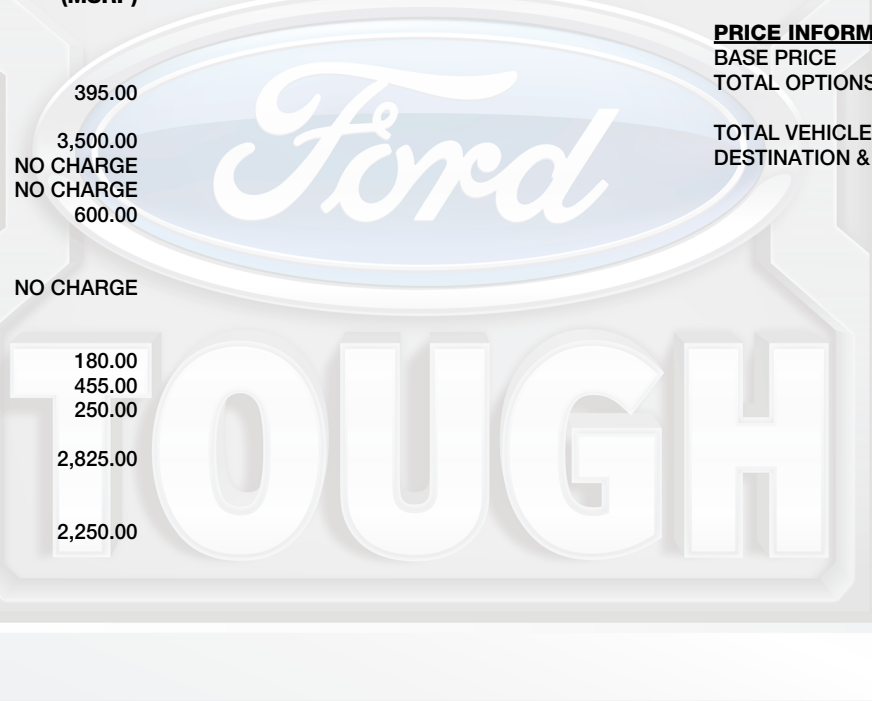 (MSRP)
395.00
3,500.00
NO CHARGE
NO CHARGE
600.00
NO CHARGE
180.00
455.00
250.00
2,825.00
2,250.00
PRICE INFORM
BASE PRICE
TOTAL OPTIONS
TOTAL VEHICLE
DESTINATION &
Ford
TOUGH